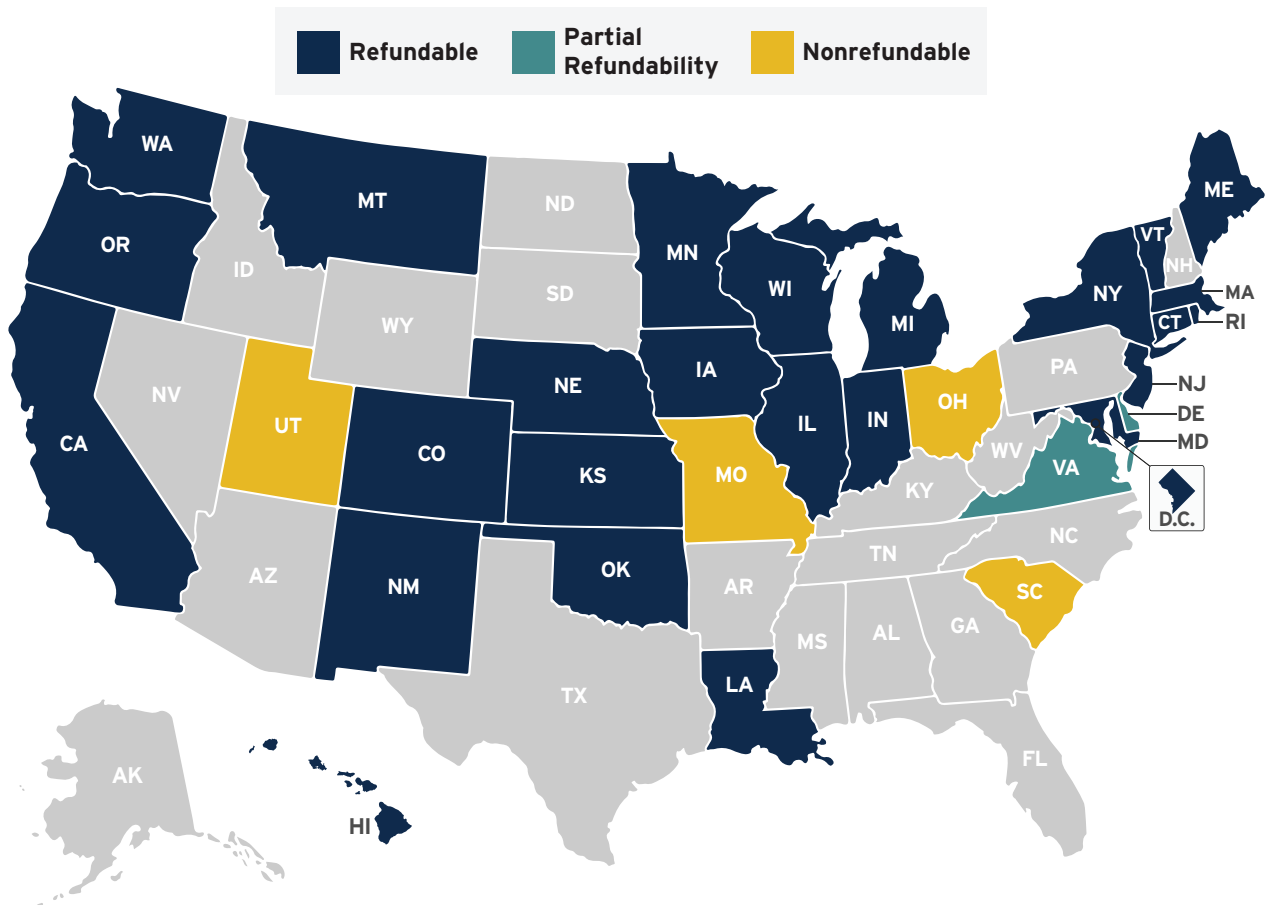 Refundable
Partial
Refundability
Nonrefundable
WA
MT
ND
MN
ME
OR
ID
SD
WI
VT
NH
WY
MI
NY
MA
CT
RI
NV
UT
NE
IA
PA
NJ
CA
CO
IL
IN
OH
DE
MD
KS
MO
WV
VA
KY
D.C.
AZ
NM
OK
AR
TN
NC
SC
TX
LA
MS
AL
GA
AK
HI
FL